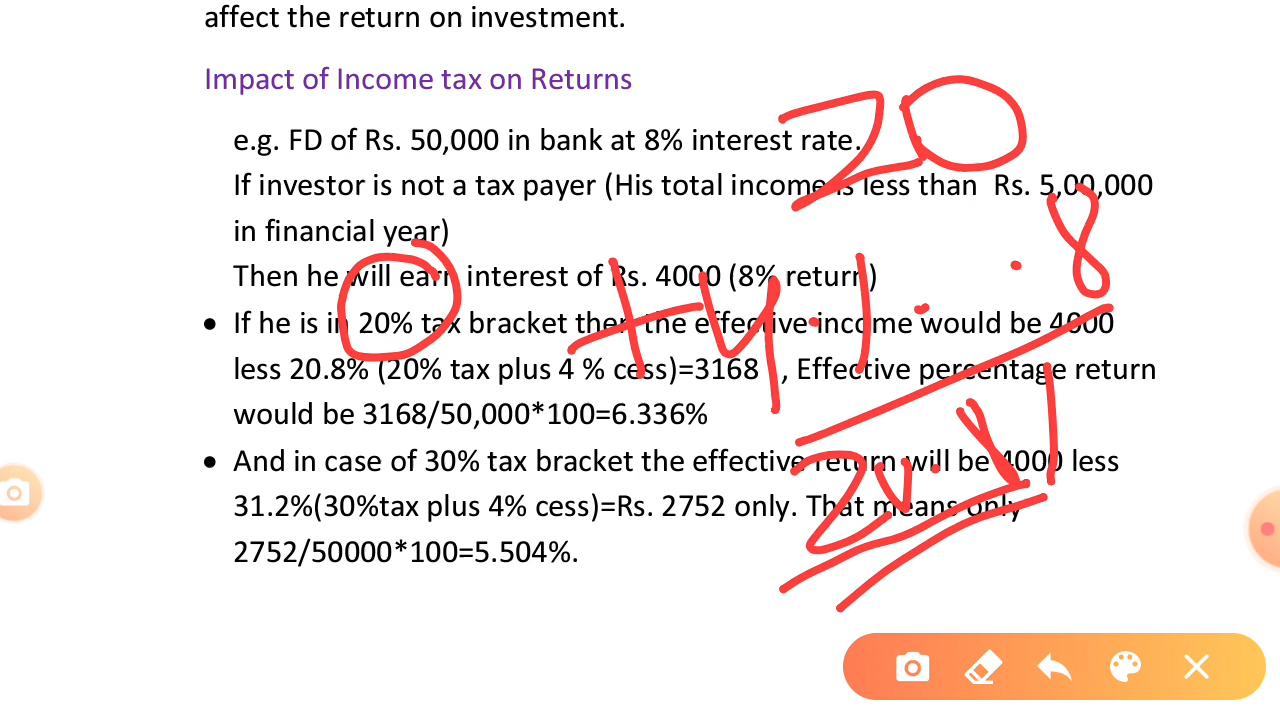 affect the return on investment.
Impact of Income tax on Returns
e.g. FD of Rs. 50,000 in bank at 8% interest rate.
If investor is not a tax payer (His total income is less than Rs. 5,00,000
in financial year)
Then he will earn interest of Rs. 4000 (8% return)
• If he is in 20% tax bracket then the effective income would be 4000
less 20.8% (20% tax plus 4 % cess)=3168 , Effective percentage return
would be 3168/50,000*100=6.336%
• And in case of 30% tax bracket the effective return will be 4000 less
31.2%(30%tax plus 4% cess)=Rs. 2752 only. That means only
2752/50000*100=5.504%.
20
+4%
.8
20.8